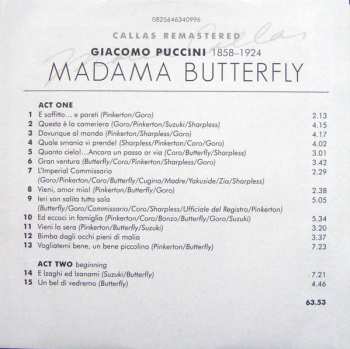 0825646340996
CALLAS REMASTERED
GIACOMO PUCCINI 1858–1924
MADAMA BUTTERFLY
ACT ONE
1 E soffitto... e pareti (Pinkerton/Goro) 2.13
2 Questa è la cameriera (Goro/Pinkerton/Suzuki/Sharpless) 4.15
3 Dovunque al mondo (Pinkerton/Sharpless/Goro) 4.17
4 Quale smania vi prende! (Sharpless/Pinkerton/Coro/Goro) 4.02
5 Quanto cielo!...Ancora un passo or via (Coro/Butterfly/Sharpless) 3.01
6 Gran ventura (Butterfly/Coro/Pinkerton/Sharpless/Goro) 3.42
7 L'Imperial Commissario 2.29
(Goro/Pinkerton/Coro/Butterfly/Cugina/Madre/Yakuside/Zia/Sharpless)
8 Vieni, amor mio! (Pinkerton/Butterfly/Goro) 2.38
9 Ieri son salita tutta sola 5.05
(Butterfly/Goro/Commissario/Coro/Sharpless/Ufficiale del Registro/Pinkerton)
10 Ed eccoci in famiglia (Pinkerton/Coro/Bonzo/Butterfly/Goro/Suzuki) 5.34
11 Vieni la sera (Pinkerton/Butterfly/Suzuki) 3.20
12 Bimba dagli occhi pieni di malia 3.37
13 Vogliatemi bene, un bene piccolino (Pinkerton/Butterfly) 7.23
ACT TWO beginning
14 E Izaghi ed Izanami (Suzuki/Butterfly) 7.21
15 Un bel dì vedremo (Butterfly) 4.46
63.53